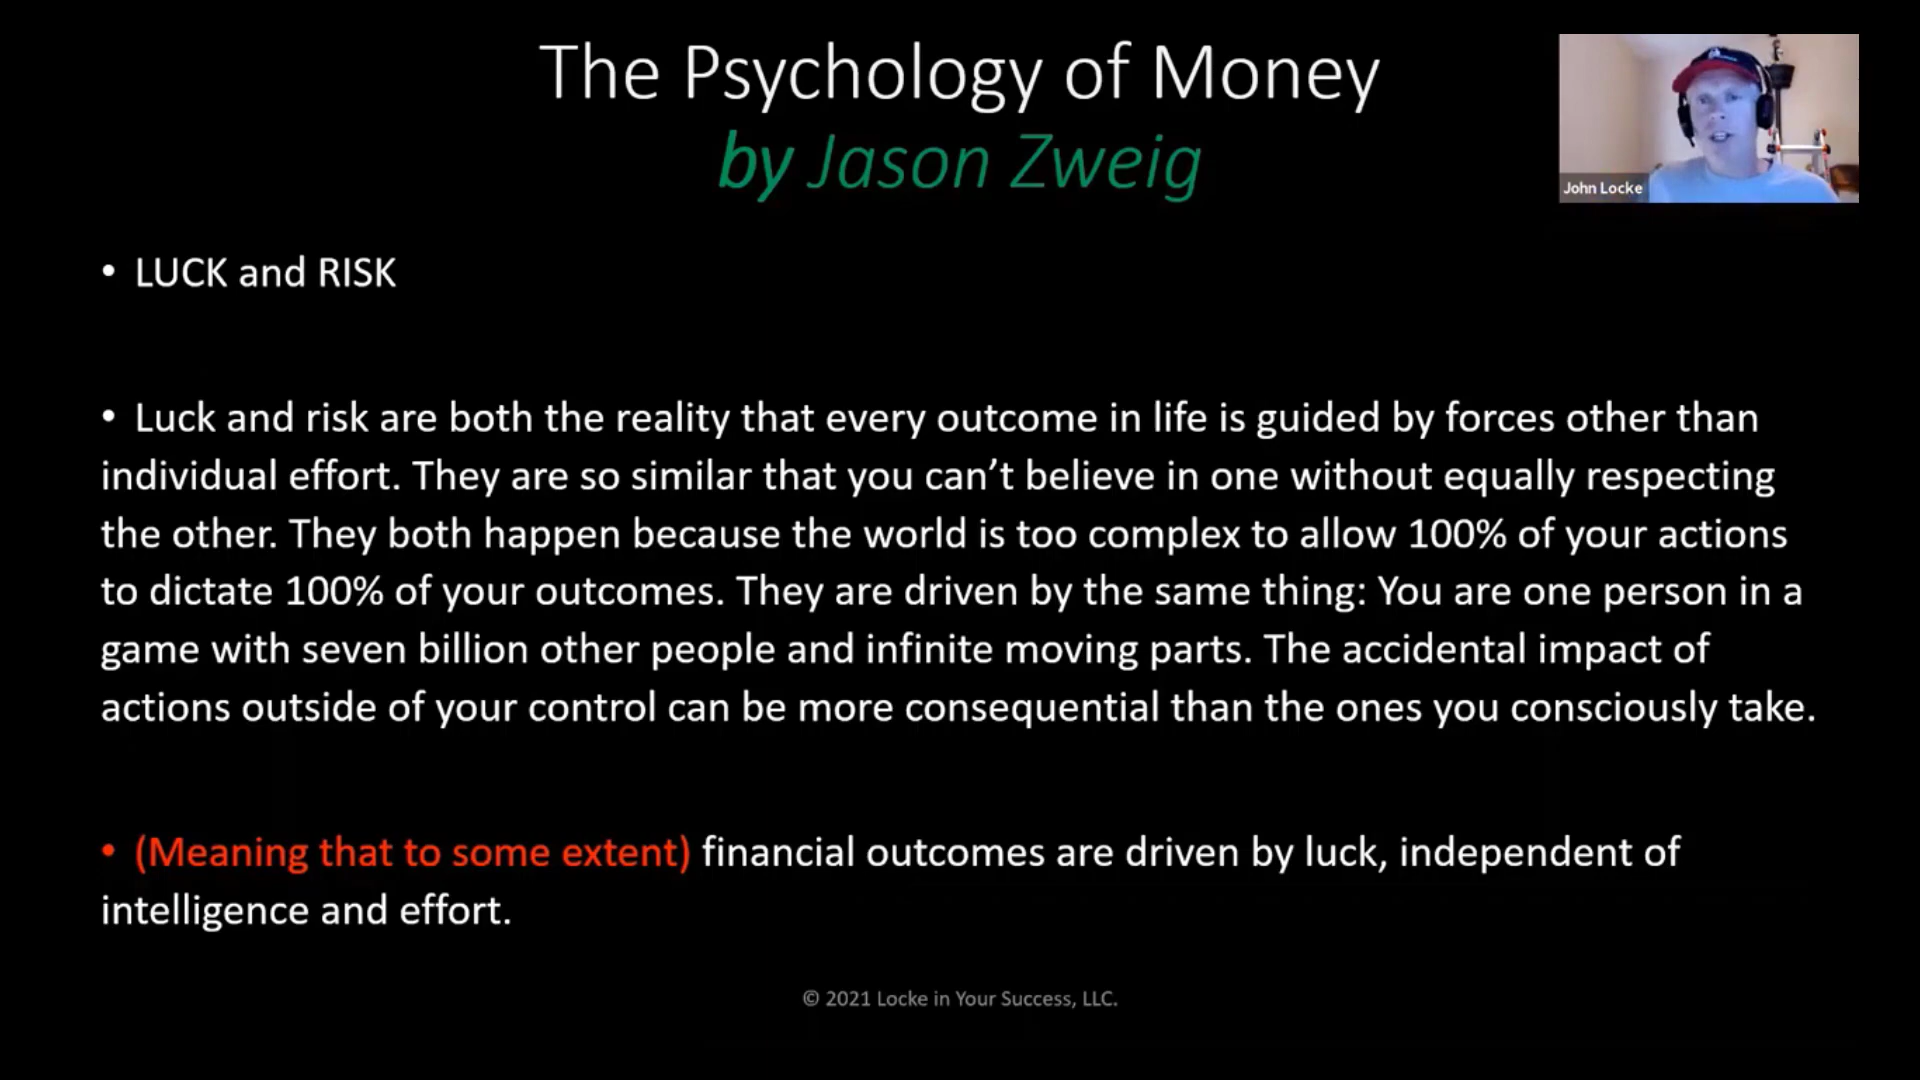 The Psychology of Money
by Jason Zweig
John Locke
• LUCK and RISK
• Luck and risk are both the reality that every outcome in life is guided by forces other than
individual effort. They are so similar that you can’t believe in one without equally respecting
the other. They both happen because the world is too complex to allow 100% of your actions
to dictate 100% of your outcomes. They are driven by the same thing: You are one person in a
game with seven billion other people and infinite moving parts. The accidental impact of
actions outside of your control can be more consequential than the ones you consciously take.
• (Meaning that to some extent) financial outcomes are driven by luck, independent of
intelligence and effort.
© 2021 Locke in Your Success, LLC.